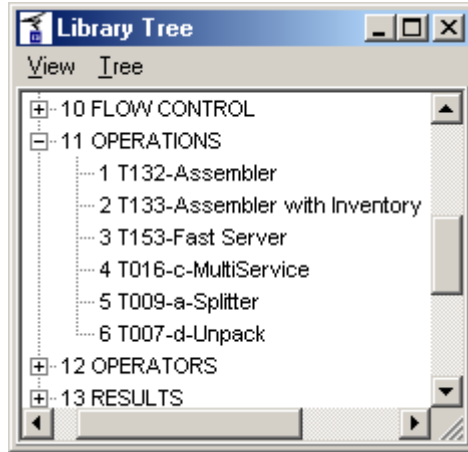 Library Tree
View Tree
10 FLOW CONTROL
11 OPERATIONS
1 T132-Assembler
2 T133-Assembler with Inventory
3 T153-Fast Server
4 T016-c-MultiService
5 T009-a-Splitter
6 T007-d-Unpack
12 OPERATORS
13 RESULTS